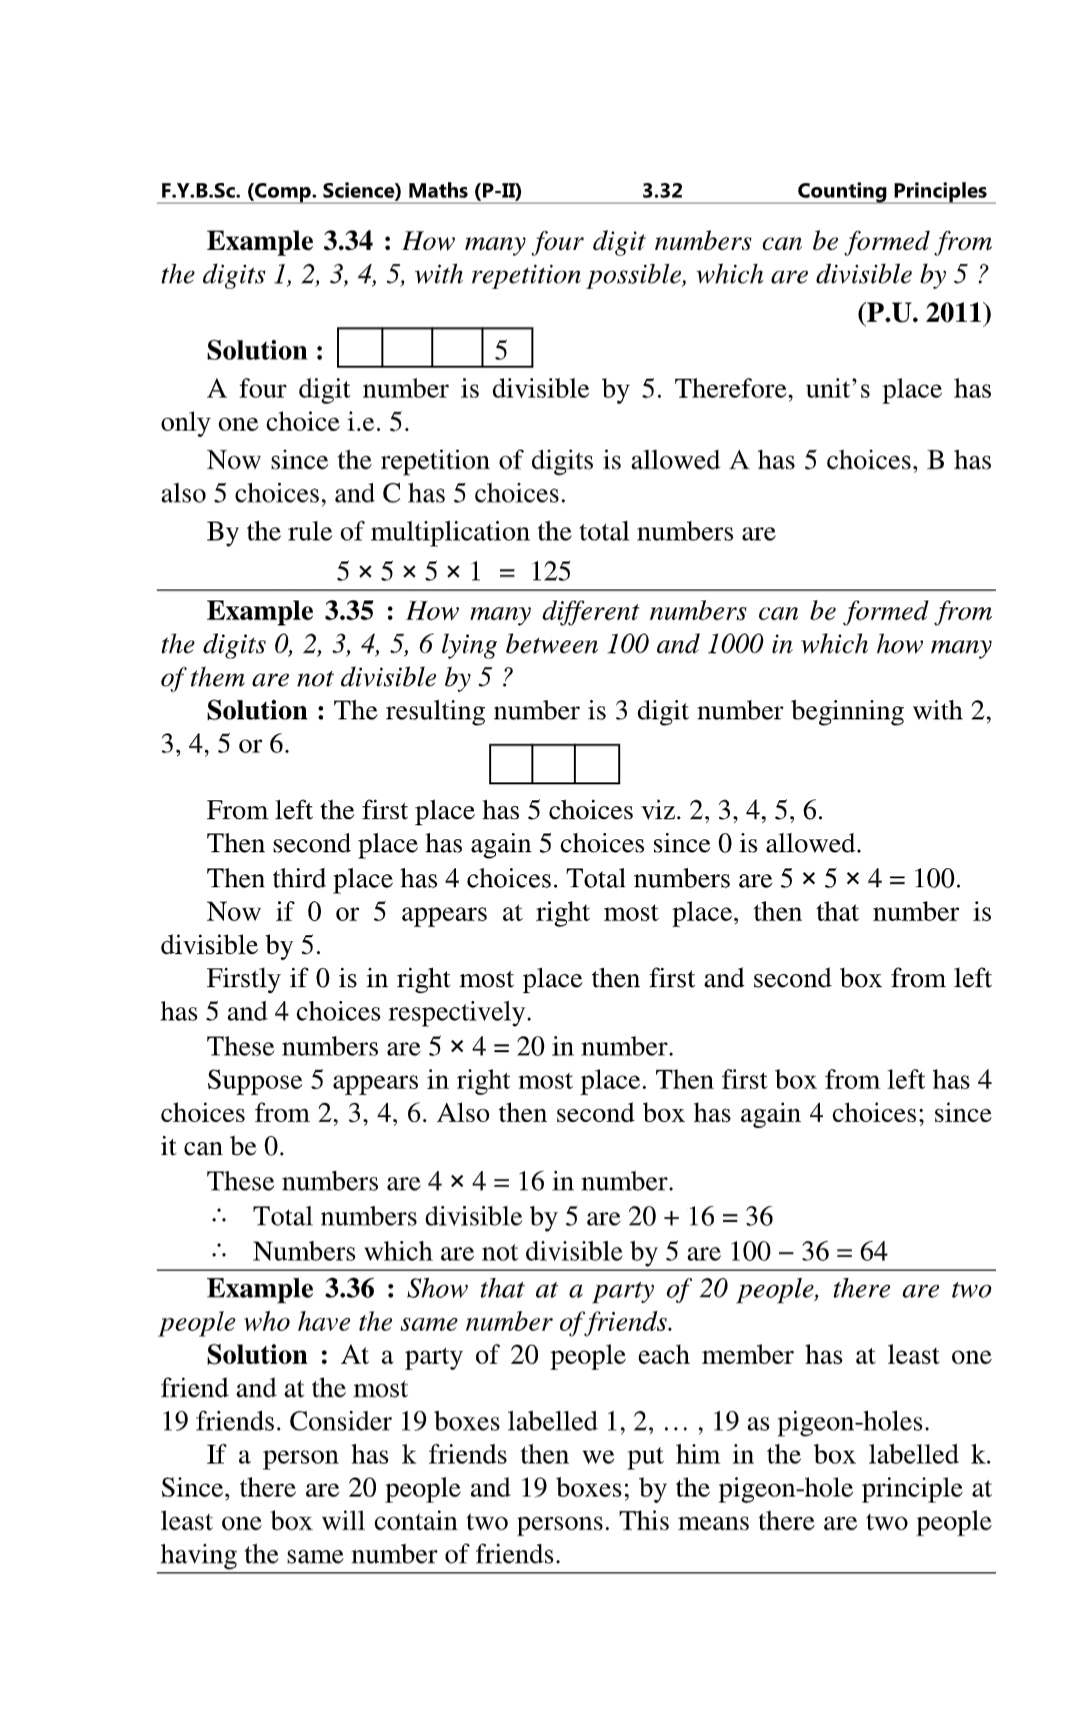 F.Y.B.Sc. (Comp. Science) Maths (P-II) 3.32 Counting Principles
Example 3.34 : How many four digit numbers can be formed from
the digits 1, 2, 3, 4, 5, with repetition possible, which are divisible by 5 ?
(P.U. 2011)
Solution : 5
A four digit number is divisible by 5. Therefore, unit’s place has
only one choice i.e. 5.
Now since the repetition of digits is allowed A has 5 choices, B has
also 5 choices, and C has 5 choices.
By the rule of multiplication the total numbers are
5 × 5 × 5 × 1 = 125
Example 3.35 : How many different numbers can be formed from
the digits 0, 2, 3, 4, 5, 6 lying between 100 and 1000 in which how many
of them are not divisible by 5 ?
Solution : The resulting number is 3 digit number beginning with 2,
3, 4, 5 or 6.
From left the first place has 5 choices viz. 2, 3, 4, 5, 6.
Then second place has again 5 choices since 0 is allowed.
Then third place has 4 choices. Total numbers are 5 × 5 × 4 = 100.
Now if 0 or 5 appears at right most place, then that number is
divisible by 5.
Firstly if 0 is in right most place then first and second box from left
has 5 and 4 choices respectively.
These numbers are 5 × 4 = 20 in number.
Suppose 5 appears in right most place. Then first box from left has 4
choices from 2, 3, 4, 6. Also then second box has again 4 choices; since
it can be 0.
These numbers are 4 × 4 = 16 in number.
∴ Total numbers divisible by 5 are 20 + 16 = 36
∴ Numbers which are not divisible by 5 are 100 – 36 = 64
Example 3.36 : Show that at a party of 20 people, there are two
people who have the same number of friends.
Solution : At a party of 20 people each member has at least one
friend and at the most
19 friends. Consider 19 boxes labelled 1, 2, … , 19 as pigeon-holes.
If a person has k friends then we put him in the box labelled k.
Since, there are 20 people and 19 boxes; by the pigeon-hole principle at
least one box will contain two persons. This means there are two people
having the same number of friends.